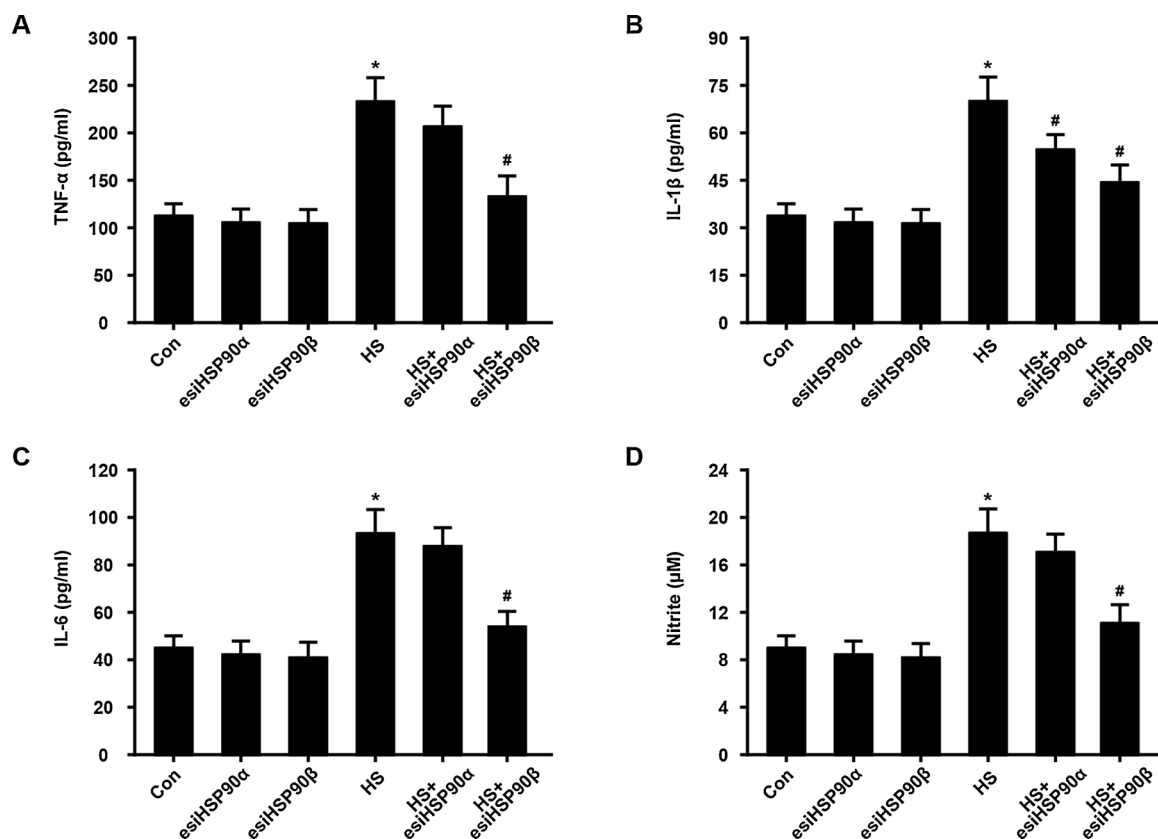 A
TNF-α (pg/ml)
300
250
200
150
100
50
0
*
#
Con
esiHSP90α
esiHSP90β
HS
HS+
esiHSP90α
HS+
esiHSP90β
B
IL-1β (pg/ml)
90
75
60
45
30
15
0
*
#
#
Con
esiHSP90α
esiHSP90β
HS
HS+
esiHSP90α
HS+
esiHSP90β
C
IL-6 (pg/ml)
120
100
80
60
40
20
0
*
#
Con
esiHSP90α
esiHSP90β
HS
HS+
esiHSP90α
HS+
esiHSP90β
D
Nitrite (μM)
24
20
16
12
8
4
0
*
#
Con
esiHSP90α
esiHSP90β
HS
HS+
esiHSP90α
HS+
esiHSP90β